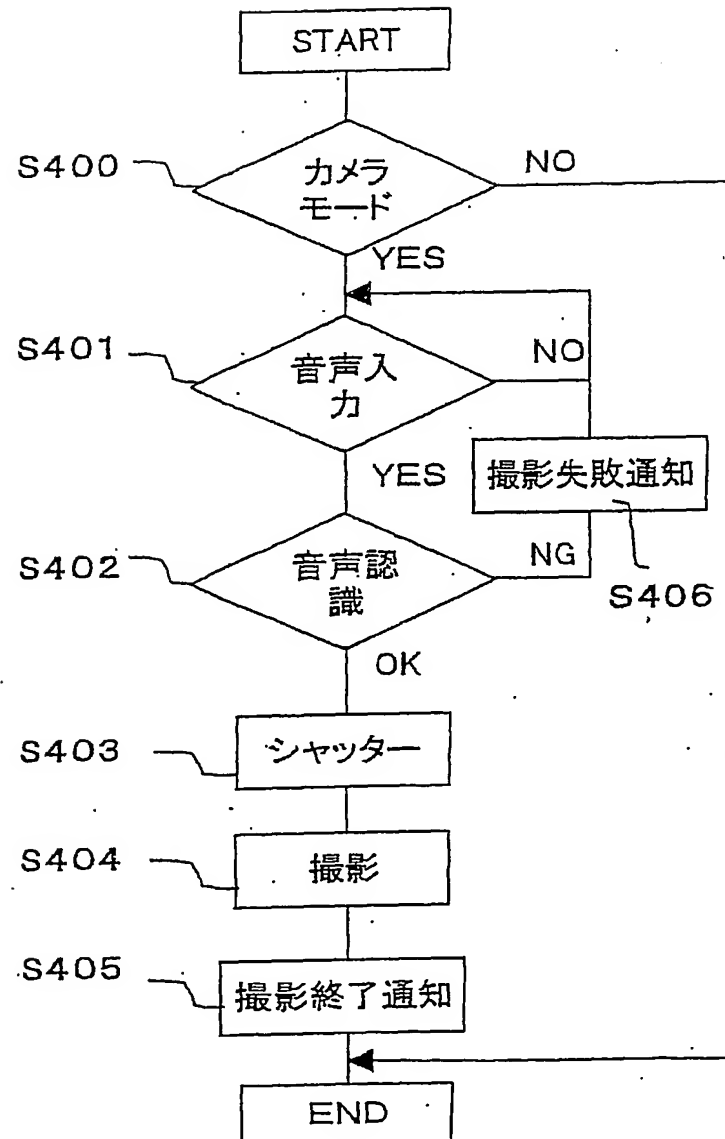 START
S400
カメラ
モード
NO
YES
S401
音声入
力
NO
YES
撮影失敗通知
S402
音声認
識
NG
S406
OK
S403
シャッター
S404
撮影
S405
撮影終了通知
END